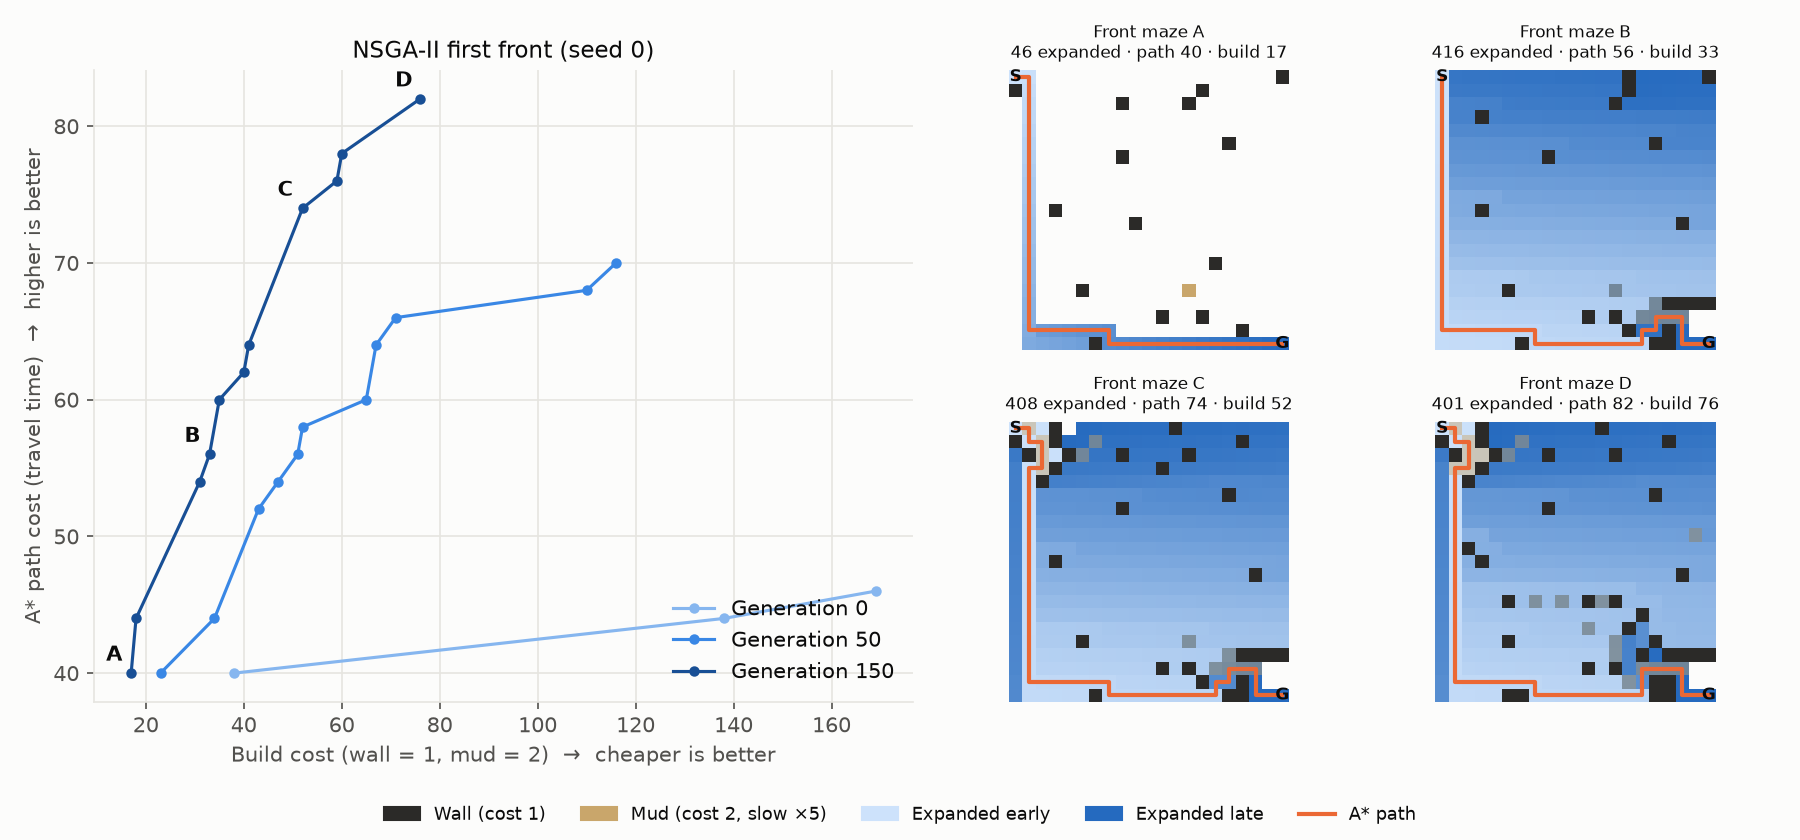 NSGA-II first front (seed 0)
A* path cost (travel time) → higher is better
80
70
60
50
40
D
C
B
A
Generation 0
Generation 50
Generation 150
20 40 60 80 100 120 140 160
Build cost (wall = 1, mud = 2) → cheaper is better
Front maze A
46 expanded · path 40 · build 17
S
G
Front maze B
416 expanded · path 56 · build 33
S
G
Front maze C
408 expanded · path 74 · build 52
S
G
Front maze D
401 expanded · path 82 · build 76
S
G
Wall (cost 1) Mud (cost 2, slow ×5) Expanded early Expanded late A* path